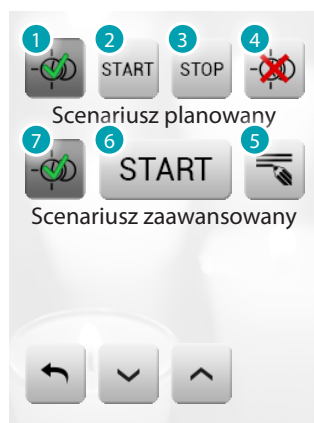 1 2 3 4
START STOP
Scenariusz planowany
7 6 5
START
Scenariusz zaawansowany